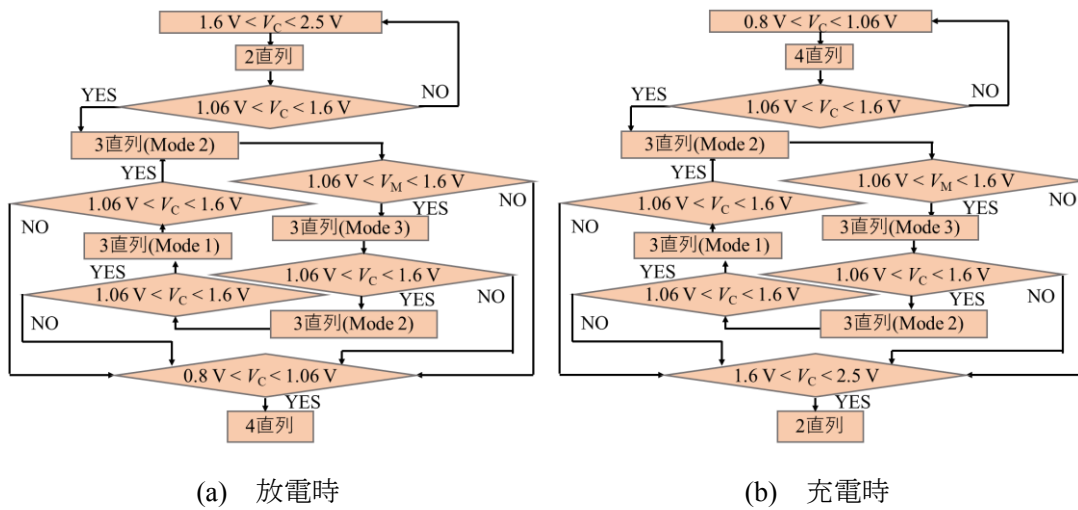 1.6 V < VC < 2.5 V
2直列
1.06 V < VC < 1.6 V
YES
NO
3直列(Mode 2)
1.06 V < VM < 1.6 V
YES
NO
3直列(Mode 3)
1.06 V < VC < 1.6 V
YES
NO
3直列(Mode 2)
1.06 V < VC < 1.6 V
YES
NO
3直列(Mode 1)
1.06 V < VC < 1.6 V
YES
NO
0.8 V < VC < 1.06 V
YES
4直列
(a) 放電時
0.8 V < VC < 1.06 V
4直列
1.06 V < VC < 1.6 V
YES
NO
3直列(Mode 2)
1.06 V < VM < 1.6 V
YES
NO
3直列(Mode 3)
1.06 V < VC < 1.6 V
YES
NO
3直列(Mode 2)
1.06 V < VC < 1.6 V
YES
NO
3直列(Mode 1)
1.06 V < VC < 1.6 V
YES
NO
1.6 V < VC < 2.5 V
YES
2直列
(b) 充電時